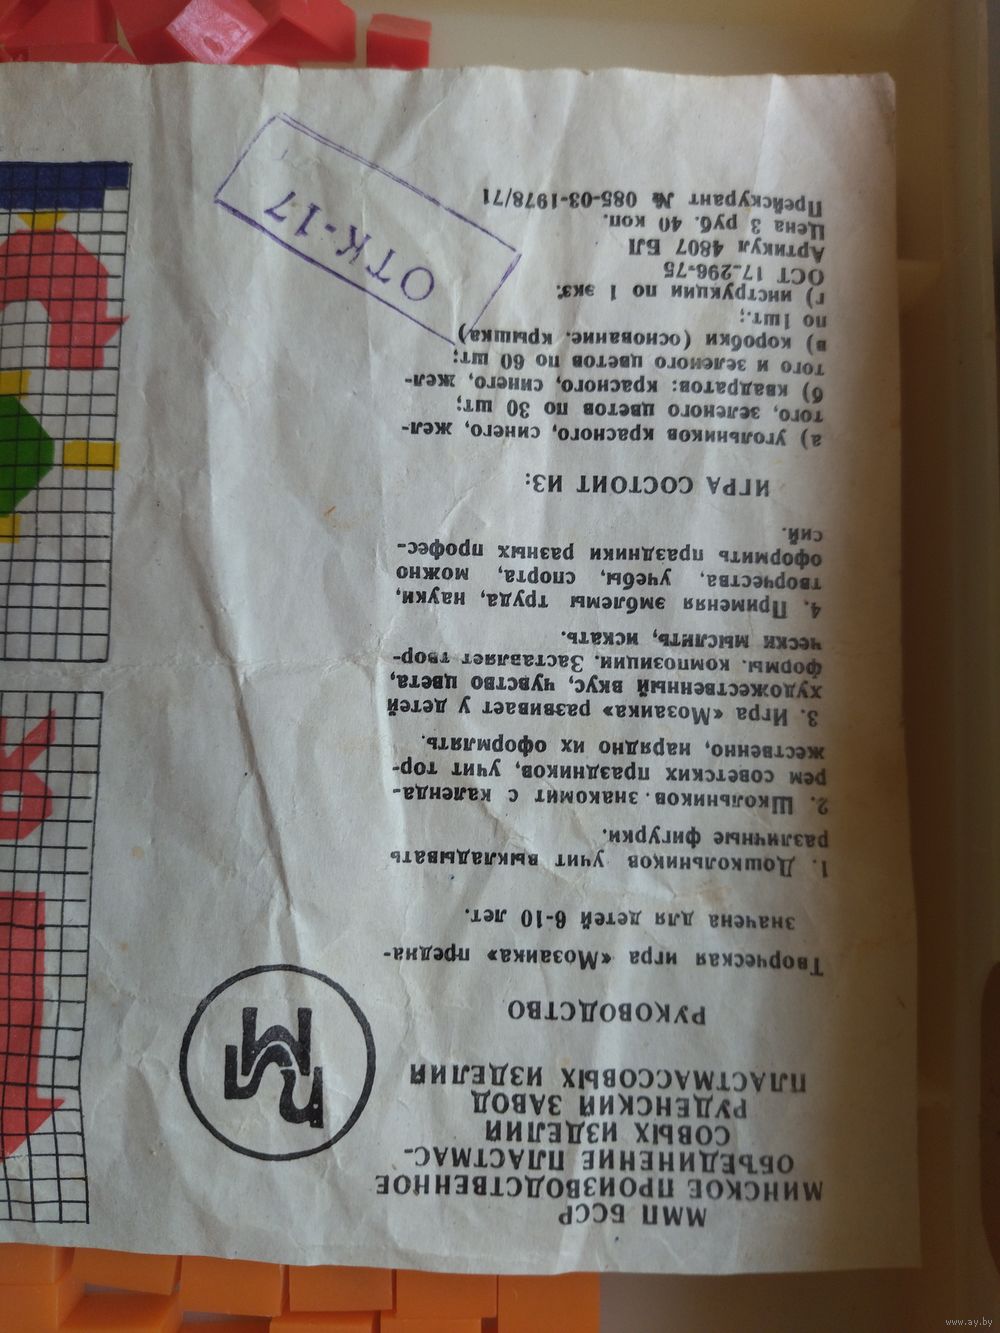 ММП БССР
МИНСКОЕ ПРОИЗВОДСТВЕННОЕ
ОБЪЕДИНЕНИЕ ПЛАСТМАС-
СОВЫХ ИЗДЕЛИИ
РУДЕНСКИЙ ЗАВОД
ПЛАСТМАССОВЫХ ИЗДЕЛИЯ
РУКОВОДСТВО
Творческая игра «Мозаика» предна-
значена для детей 6-10 лет.
1. Дошкольников учит выкладывать
различные фигурки.
2. Школьников. знакомит с календа-
рем советских праздников, учит тор-
жественно, нарядно их оформлять.
3. Игра «Мозаика» развивает у детей
художественный вкус, чувство цвета,
формы. композиции. Заставляет твор-
чески мыслить, искать.
4. Применяя эмблемы труда, науки,
творчества, учебы, спорта, можно
оформить праздники разных профес-
сий.
ИГРА СОСТОИТ ИЗ:
а) угольников красного, синего, жел-
того, зеленого цветов по 30 шт;
б) квадратов: красного, синего, жел-
того и зеленого цветов по 60 шт;
в) коробки (основание. крышка)
по 1шт.;
г) инструкции по 1 экз.
ОСТ 17-296-75
Артикул 4807 БЛ
Цена 3 руб. 40 коп.
Прейскурант № 085-03-1978/71
ОТК-17
www.ay.by